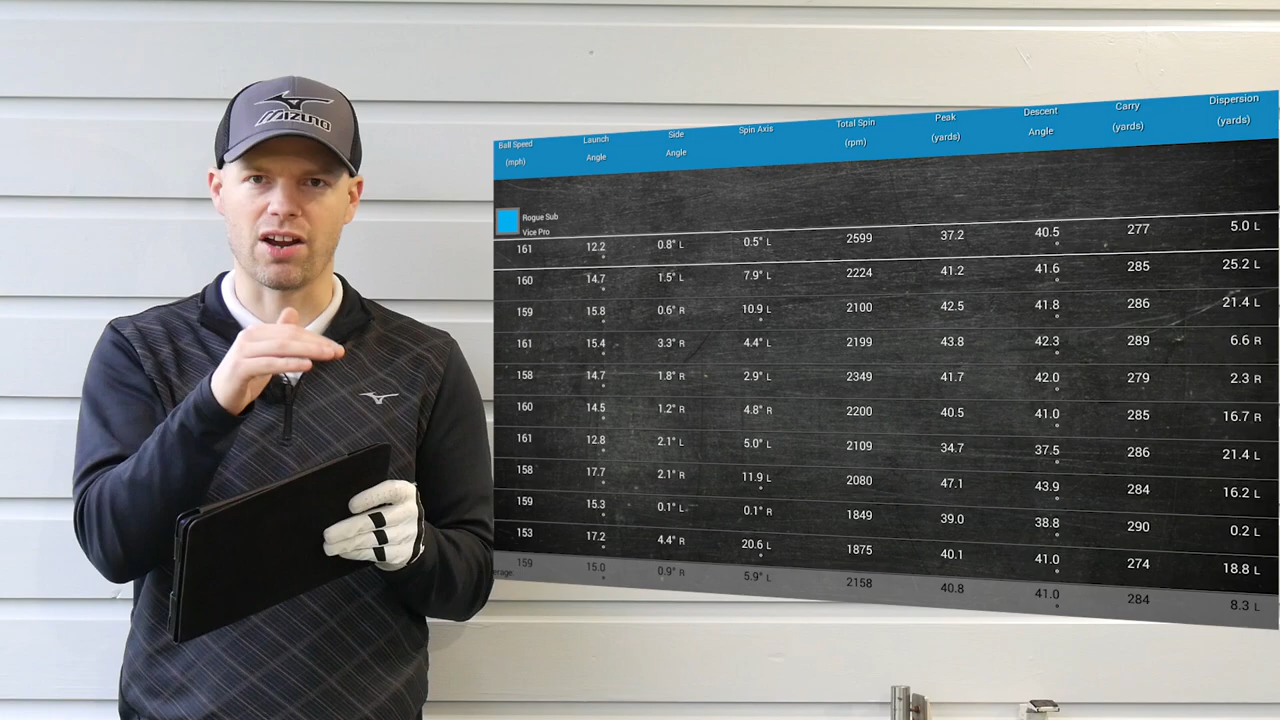 MIZUNO
Ball Speed Launch Side Spin Axis Total Spin Peak Descent Carry Dispersion
(mph) Angle Angle (rpm) (yards) Angle (yards) (yards)
Rogue Sub
Vice Pro
161 12.2° 0.8° L 0.5° L 2599 37.2 40.5° 277 5.0 L
160 14.7° 1.5° L 7.9° L 2224 41.2 41.6° 285 25.2 L
159 15.8° 0.6° R 10.9° L 2100 42.5 41.8° 286 21.4 L
161 15.4° 3.3° R 4.4° L 2199 43.8 42.3° 289 6.6 R
158 14.7° 1.8° R 2.9° L 2349 41.7 42.0° 279 2.3 R
160 14.5° 1.2° R 4.8° R 2200 40.5 41.0° 285 16.7 R
161 12.8° 2.1° L 5.0° L 2109 34.7 37.5° 286 21.4 L
158 17.7° 2.1° R 11.9° L 2080 47.1 43.9° 284 16.2 L
159 15.3° 0.1° L 0.1° R 1849 39.0 38.8° 290 0.2 L
153 17.2° 4.4° R 20.6° L 1875 40.1 41.0° 274 18.8 L
erage: 159 15.0° 0.9° R 5.9° L 2158 40.8 41.0° 284 8.3 L